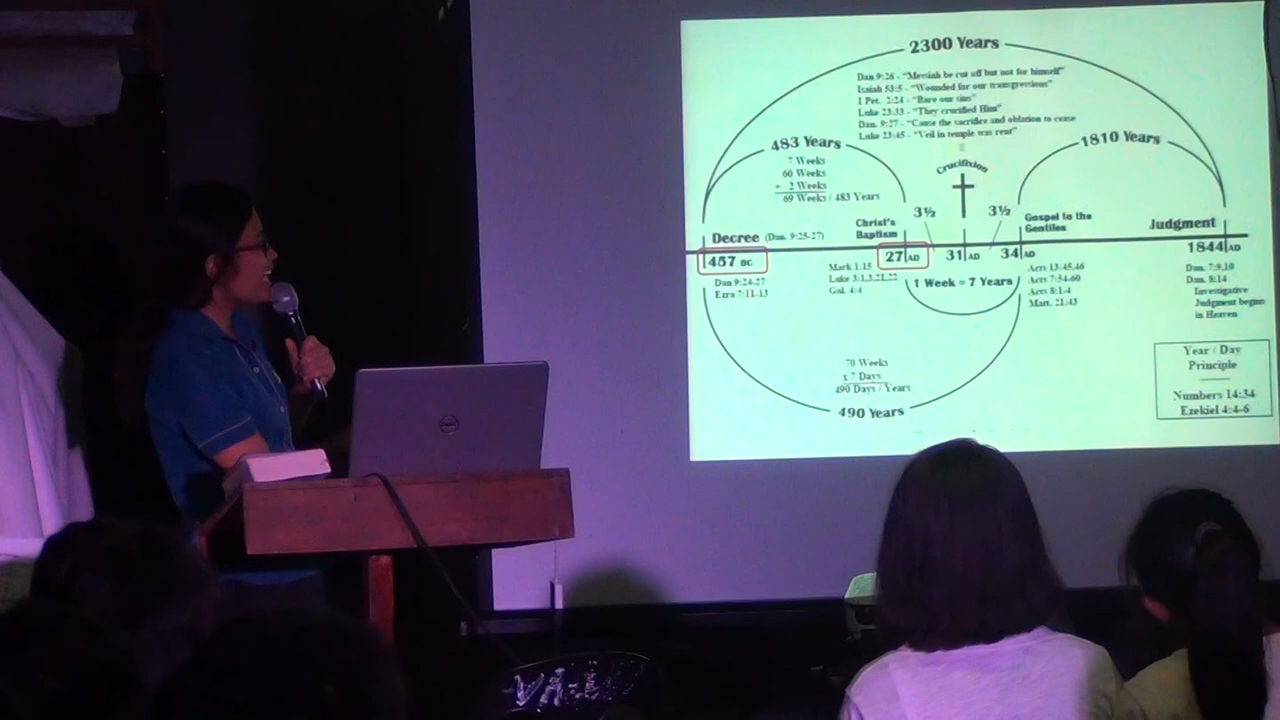 2300 Years
Dan 9:26 - "Messiah be cut off but not for himself"
Isaiah 53:5 - "Wounded for our transgressions"
1 Pet. 2:24 - "Bare our sins"
Luke 23:33 - "They crucified Him"
Dan. 9:27 - "Cause the sacrifice and oblation to cease
Luke 23:45 - "Veil in temple was rent"
483 Years
7 Weeks
60 Weeks
+ 2 Weeks
69 Weeks / 483 Years
1810 Years
Crucifixion
3½
3½
Decree (Dan. 9:25-27)
Christ's
Baptism
Gospel to the
Gentiles
Judgment
457 BC
27 AD
31 AD
34 AD
1844 AD
Dan 9:24-27
Ezra 7:11-13
Mark 1:15
Luke 3:1,3,21,22
Gal. 4:4
1 Week = 7 Years
Acts 13:45,46
Acts 7:54-60
Acts 8:1-4
Matt. 21:43
Dan. 7:9,10
Dan. 8:14
Investigative
Judgment begins
in Heaven
70 Weeks
x 7 Days
490 Days / Years
490 Years
Year / Day
Principle
Numbers 14:34
Ezekiel 4:4-6
DELL